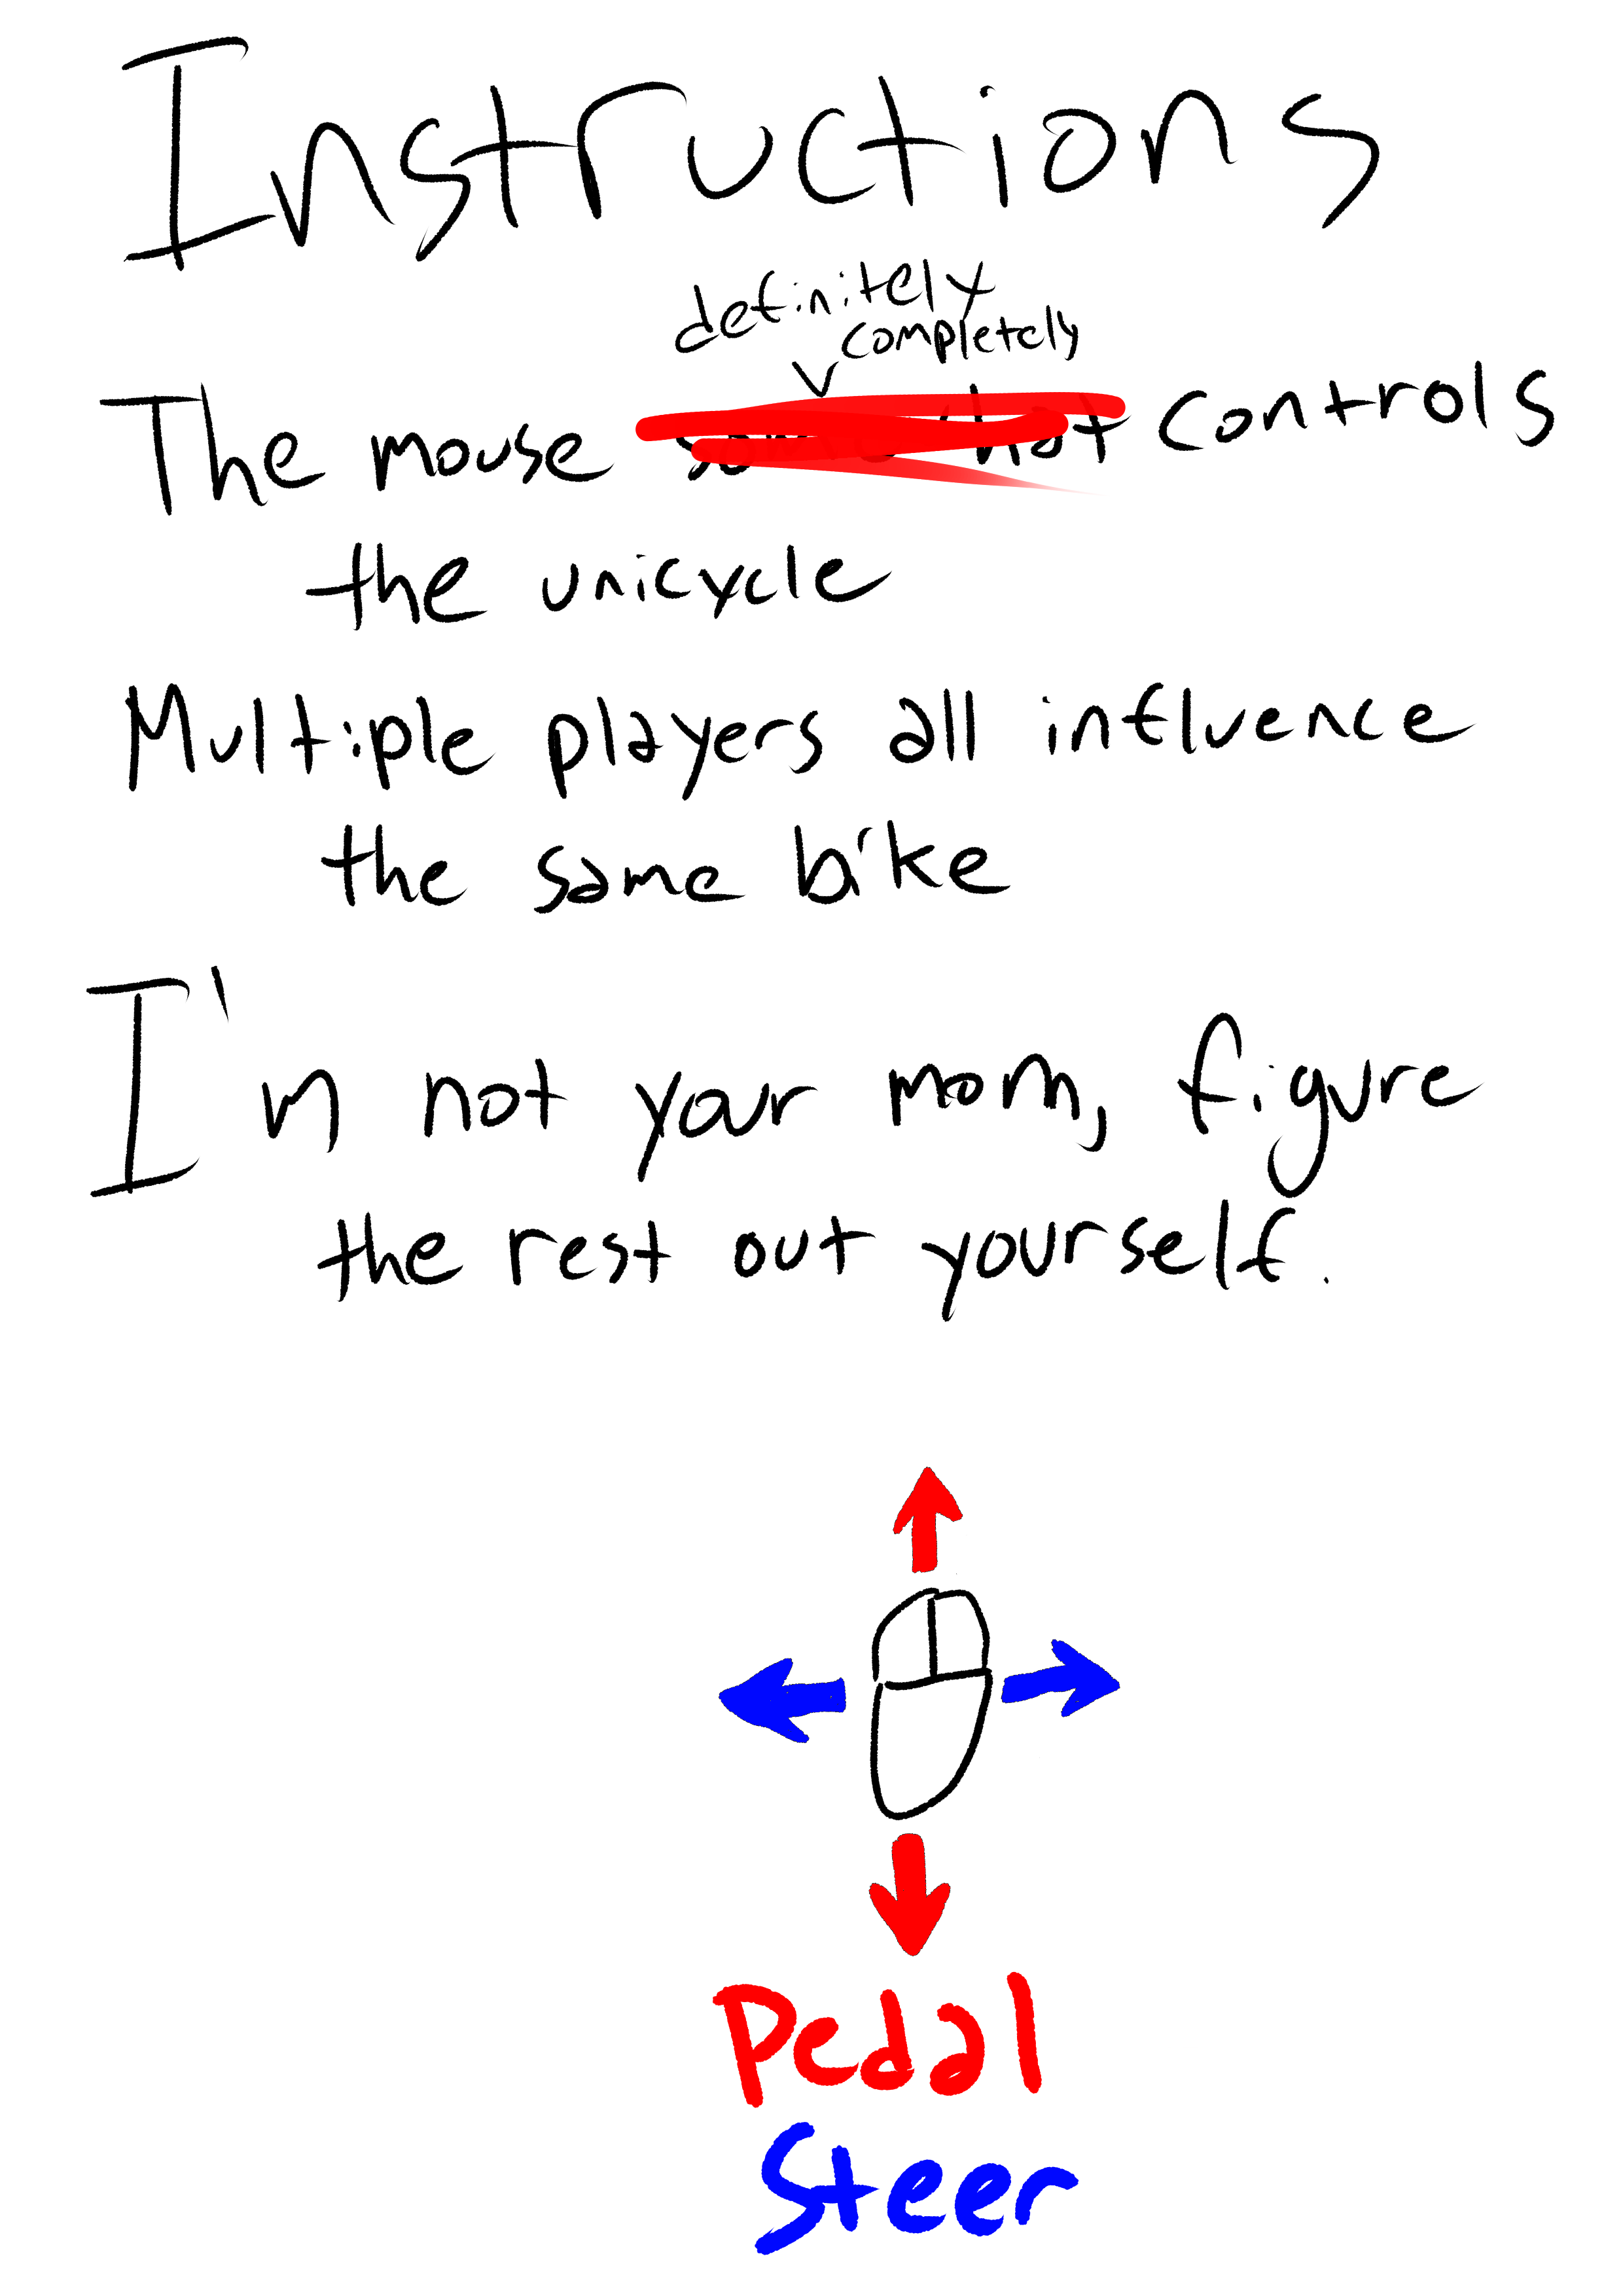 Instructions
definitely
completely
The mouse somewhat controls
the unicycle
Multiple players all influence
the same bike
I'm not your mom, figure
the rest out yourself.
Pedal
Steer